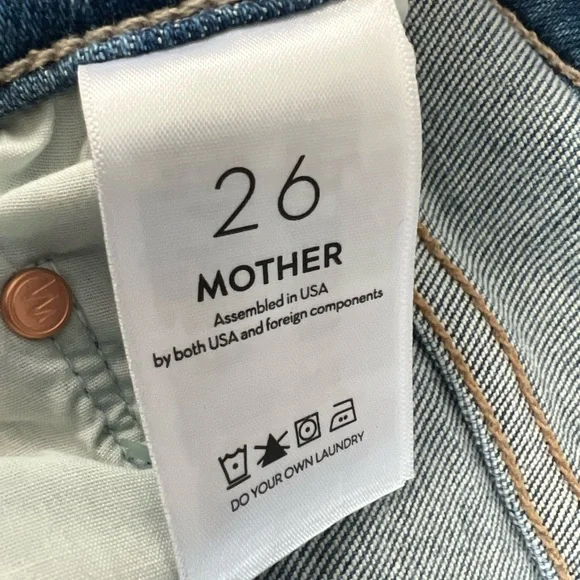 26
MOTHER
Assembled in USA
by both USA and foreign components
DO YOUR OWN LAUNDRY